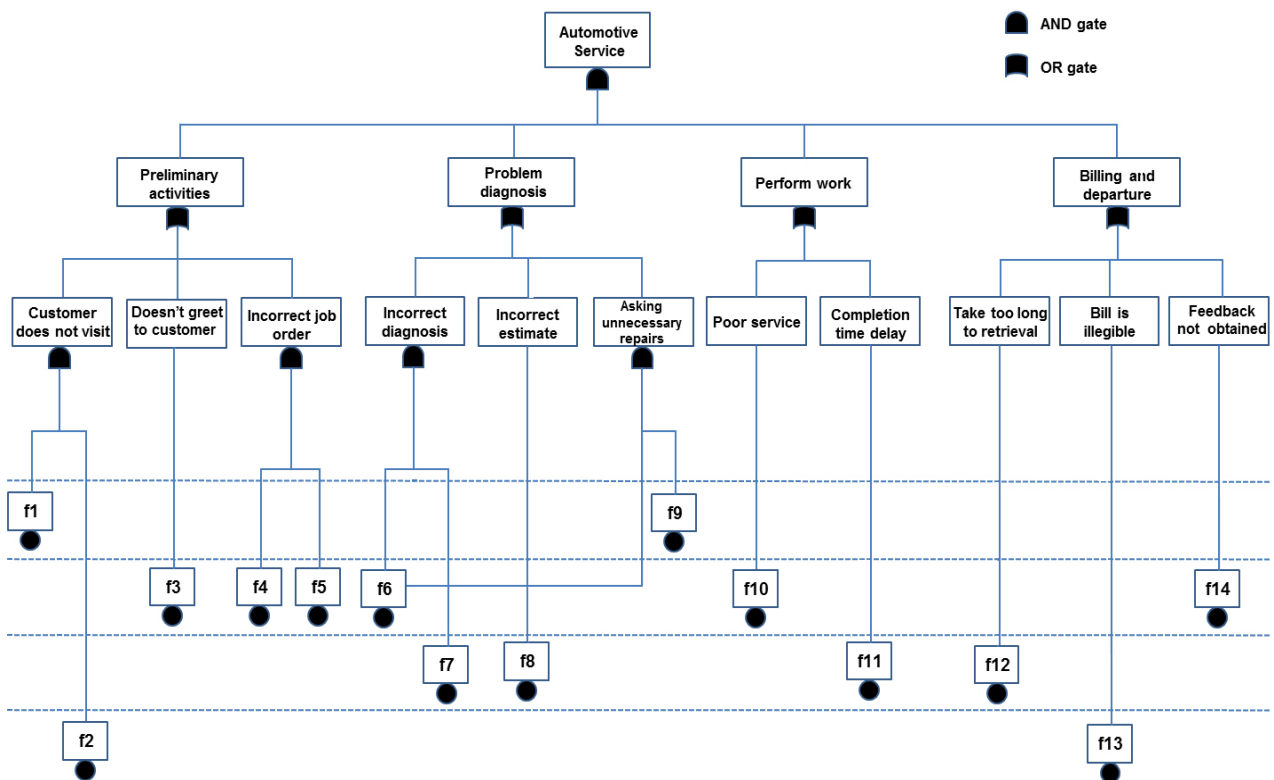 Automotive
Service
AND gate
OR gate
Preliminary
activities
Problem
diagnosis
Perform work
Billing and
departure
Customer
does not visit
Doesn't greet
to customer
Incorrect job
order
Incorrect
diagnosis
Incorrect
estimate
Asking
unnecessary
repairs
Poor service
Completion
time delay
Take too long
to retrieval
Bill is
illegible
Feedback
not obtained
f1
f9
f3
f4
f5
f6
f10
f14
f7
f8
f11
f12
f2
f13